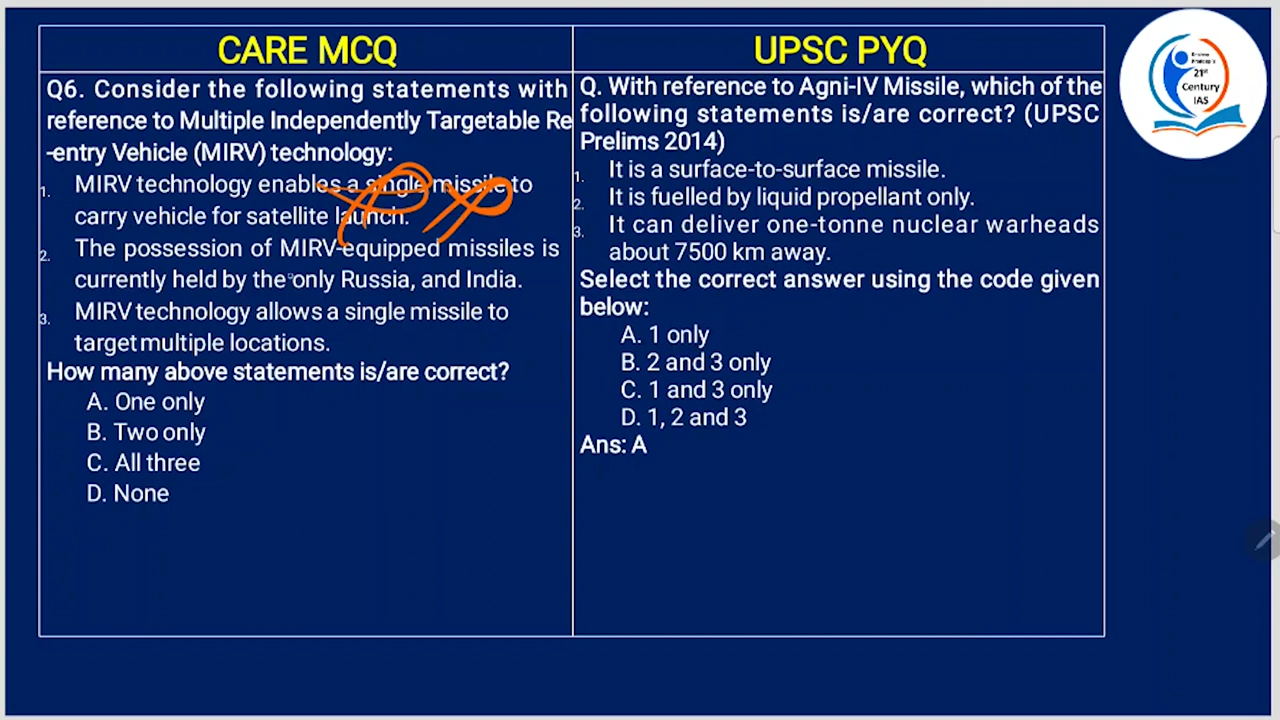 CARE MCQ
Q6. Consider the following statements with
reference to Multiple Independently Targetable Re
-entry Vehicle (MIRV) technology:
1. MIRV technology enables a single missile to
carry vehicle for satellite launch.
2. The possession of MIRV-equipped missiles is
currently held by the only Russia, and India.
3. MIRV technology allows a single missile to
target multiple locations.
How many above statements is/are correct?
A. One only
B. Two only
C. All three
D. None
UPSC PYQ
Q. With reference to Agni-IV Missile, which of the
following statements is/are correct? (UPSC
Prelims 2014)
1. It is a surface-to-surface missile.
2. It is fuelled by liquid propellant only.
3. It can deliver one-tonne nuclear warheads
about 7500 km away.
Select the correct answer using the code given
below:
A. 1 only
B. 2 and 3 only
C. 1 and 3 only
D. 1, 2 and 3
Ans: A
21st
Century
IAS